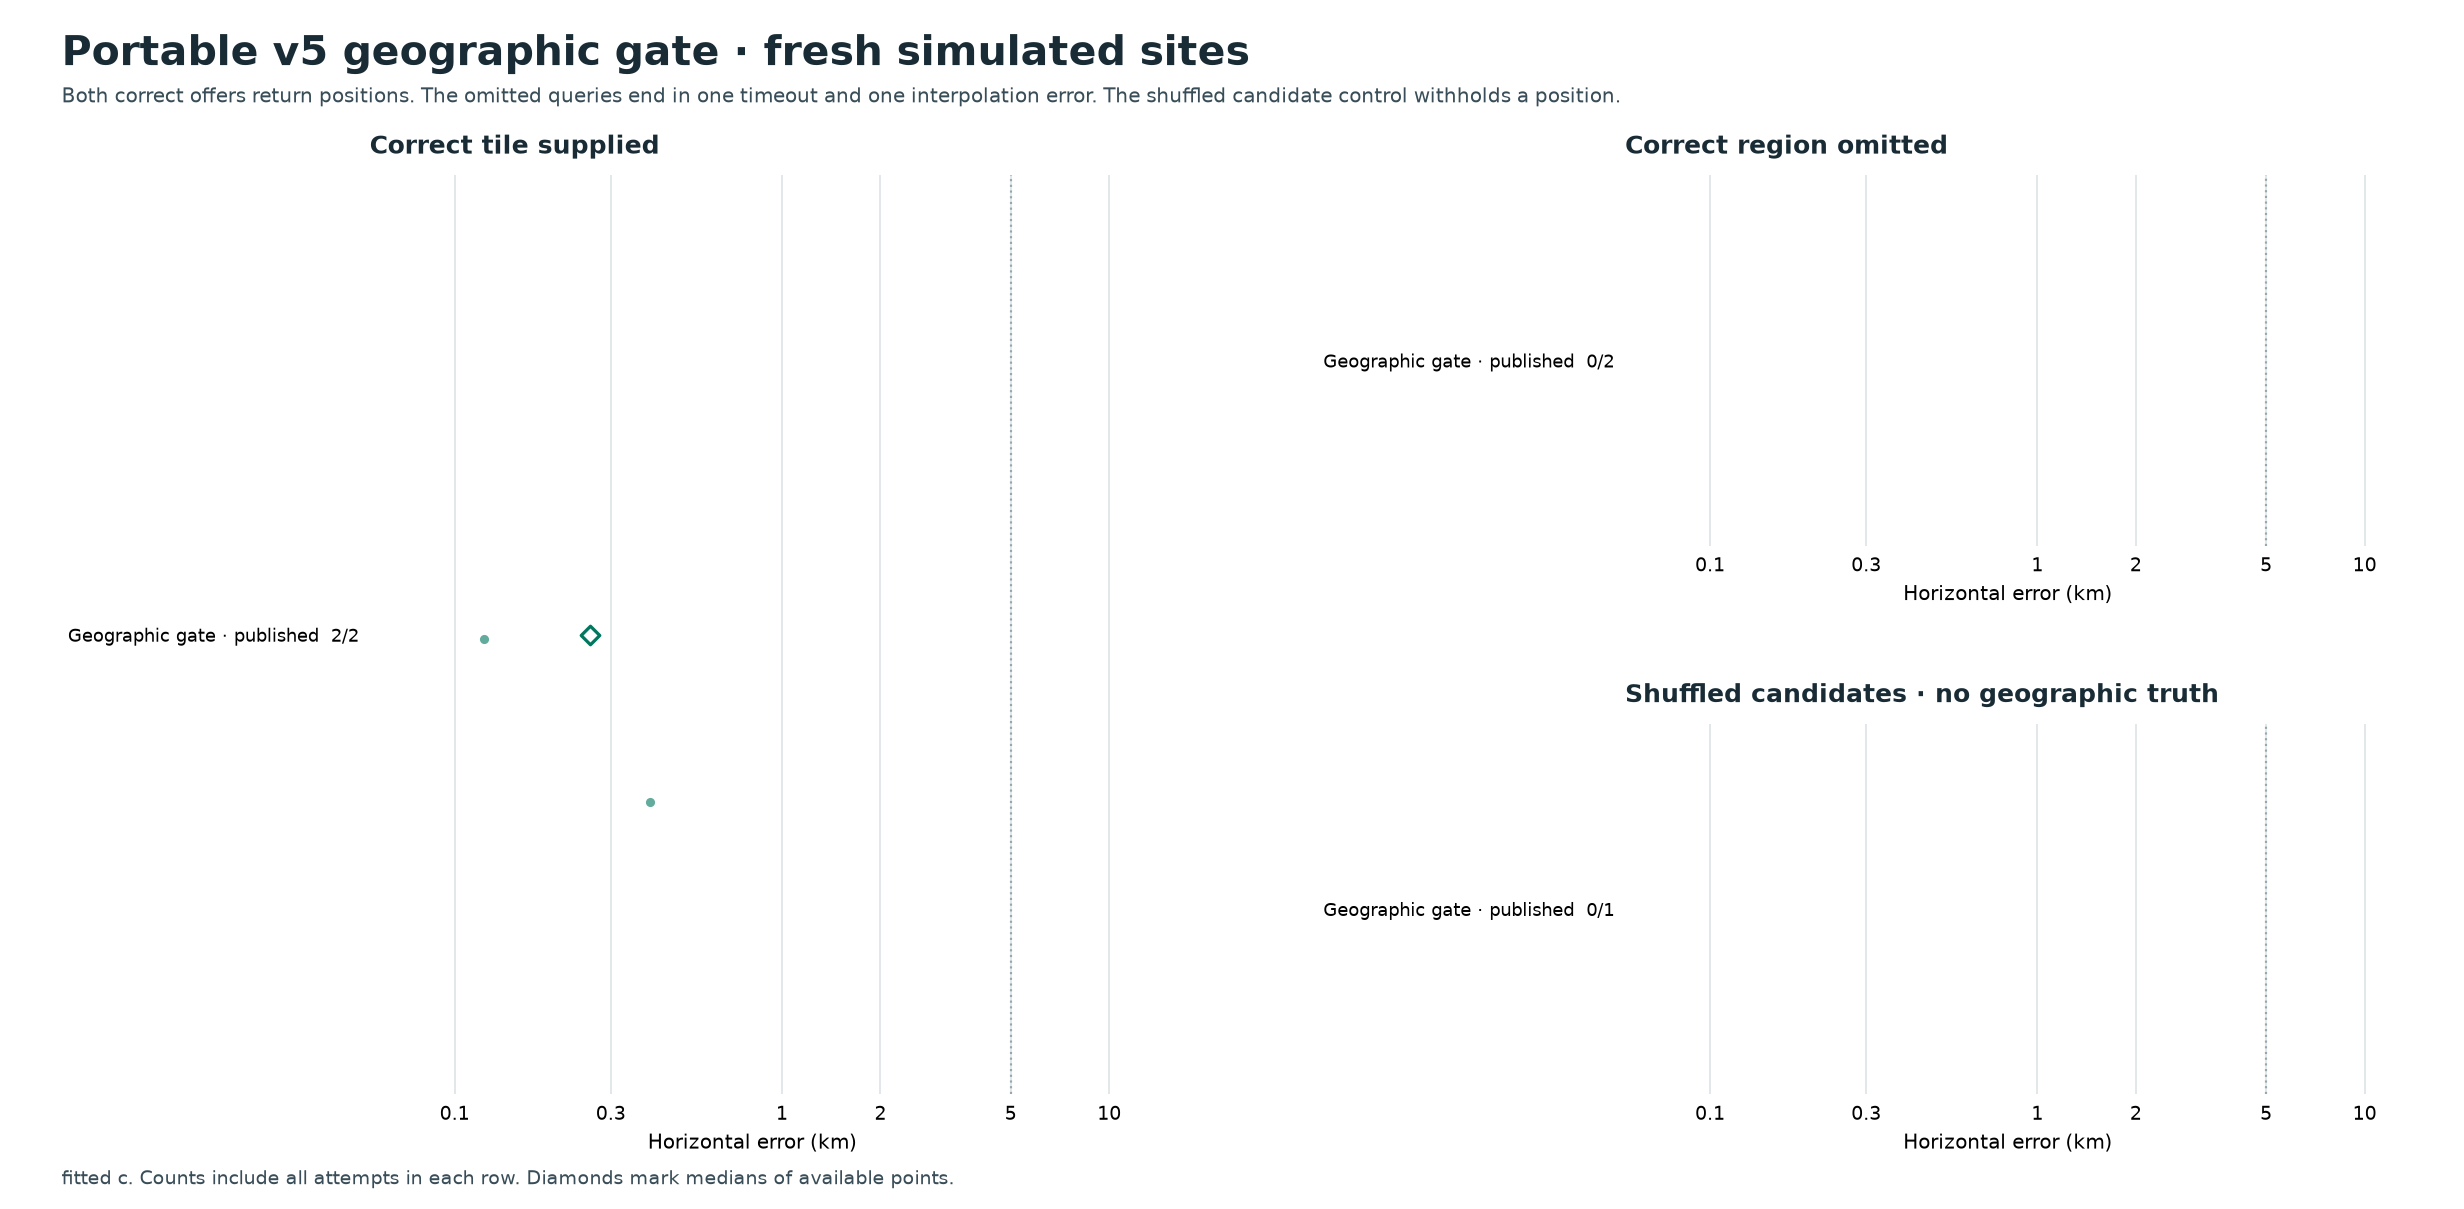 Portable v5 geographic gate · fresh simulated sites
Both correct offers return positions. The omitted queries end in one timeout and one interpolation error. The shuffled candidate control withholds a position.
Correct tile supplied
Geographic gate · published 2/2
0.1 0.3 1 2 5 10
Horizontal error (km)
Correct region omitted
Geographic gate · published 0/2
0.1 0.3 1 2 5 10
Horizontal error (km)
Shuffled candidates · no geographic truth
Geographic gate · published 0/1
0.1 0.3 1 2 5 10
Horizontal error (km)
fitted c. Counts include all attempts in each row. Diamonds mark medians of available points.